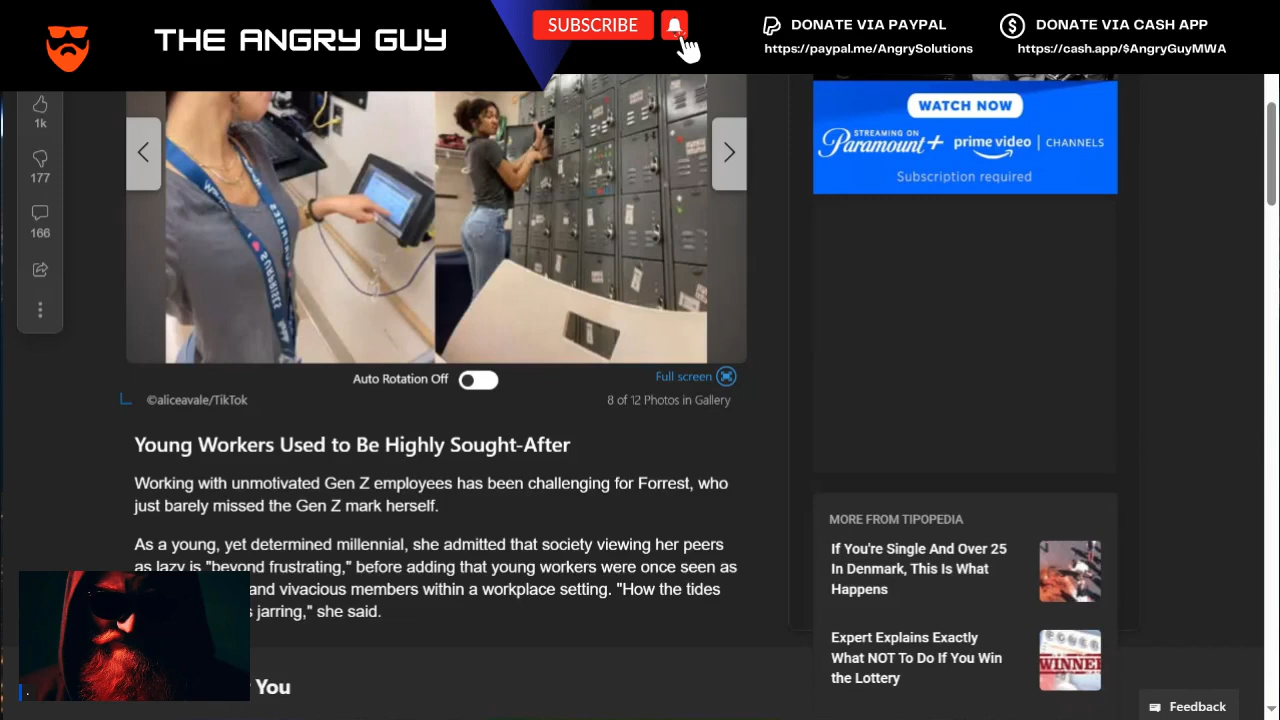 THE ANGRY GUY
SUBSCRIBE
DONATE VIA PAYPAL
https://paypal.me/AngrySolutions
DONATE VIA CASH APP
https://cash.app/$AngryGuyMWA
1k
177
166
WATCH NOW
STREAMING ON
Paramount+ prime video | CHANNELS
Subscription required
Auto Rotation Off
Full screen
©aliceavale/TikTok
8 of 12 Photos in Gallery
Young Workers Used to Be Highly Sought-After
Working with unmotivated Gen Z employees has been challenging for Forrest, who
just barely missed the Gen Z mark herself.
As a young, yet determined millennial, she admitted that society viewing her peers
as lazy is "beyond frustrating," before adding that young workers were once seen as
and vivacious members within a workplace setting. "How the tides
jarring," she said.
You
MORE FROM TIPOPEDIA
If You're Single And Over 25
In Denmark, This Is What
Happens
Expert Explains Exactly
What NOT To Do If You Win
the Lottery
WINNER
Feedback